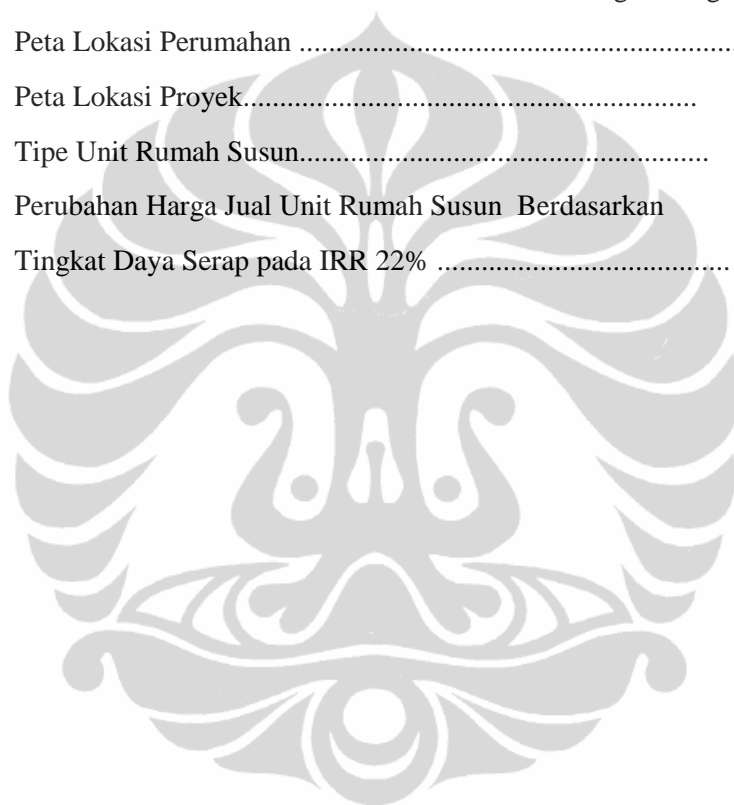 Peta Lokasi Perumahan ..........................................................
Peta Lokasi Proyek............................................................
Tipe Unit Rumah Susun.......................................................
Perubahan Harga Jual Unit Rumah Susun Berdasarkan
Tingkat Daya Serap pada IRR 22% .......................................